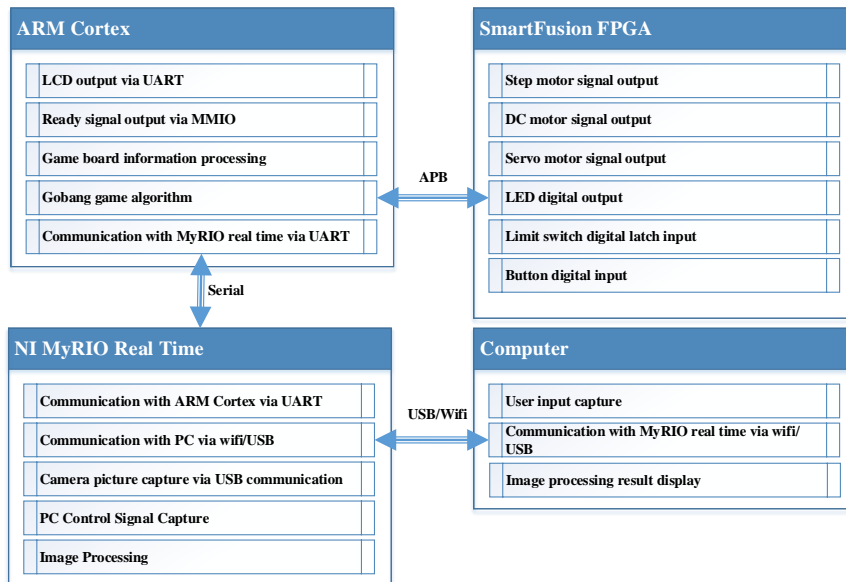 ARM Cortex
LCD output via UART
Ready signal output via MMIO
Game board information processing
Gobang game algorithm
Communication with MyRIO real time via UART
APB
SmartFusion FPGA
Step motor signal output
DC motor signal output
Servo motor signal output
LED digital output
Limit switch digital latch input
Button digital input
Serial
NI MyRIO Real Time
Communication with ARM Cortex via UART
Communication with PC via wifi/USB
Camera picture capture via USB communication
PC Control Signal Capture
Image Processing
USB/Wifi
Computer
User input capture
Communication with MyRIO real time via wifi/
USB
Image processing result display